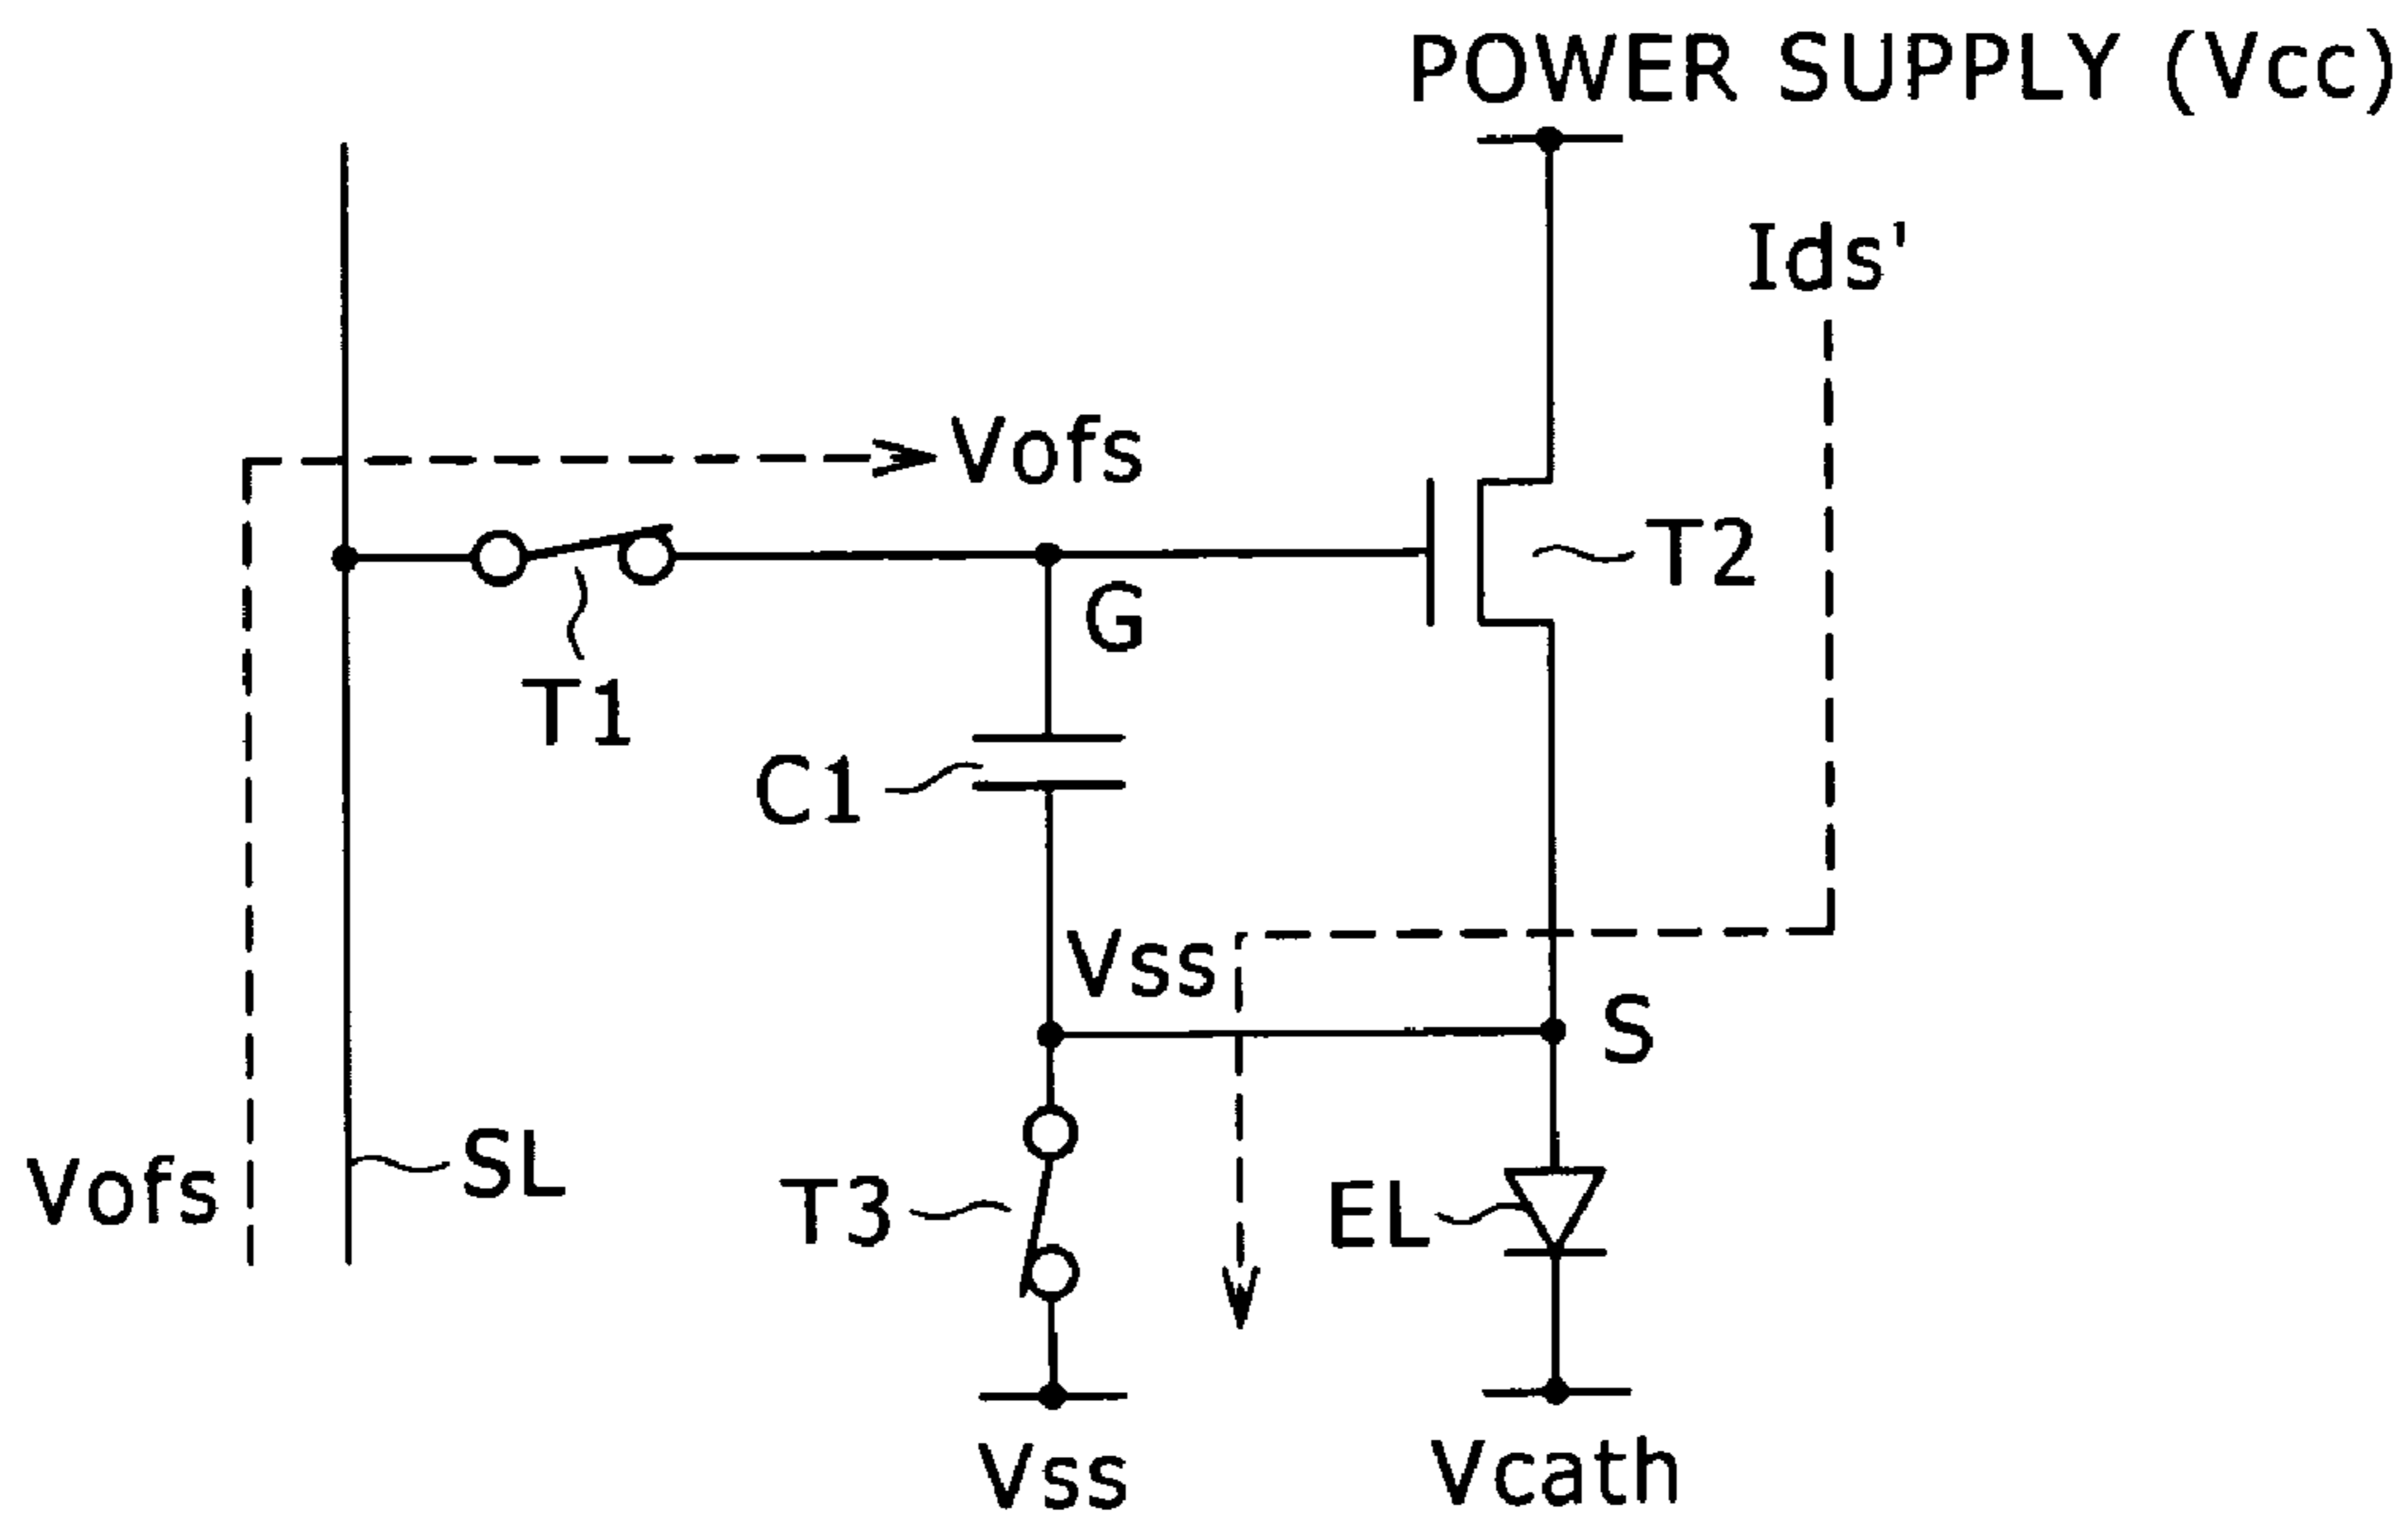 POWER SUPPLY (Vcc)
Ids'
Vofs
T2
G
T1
C1
Vss
S
SL
Vofs
T3
EL
Vss
Vcath